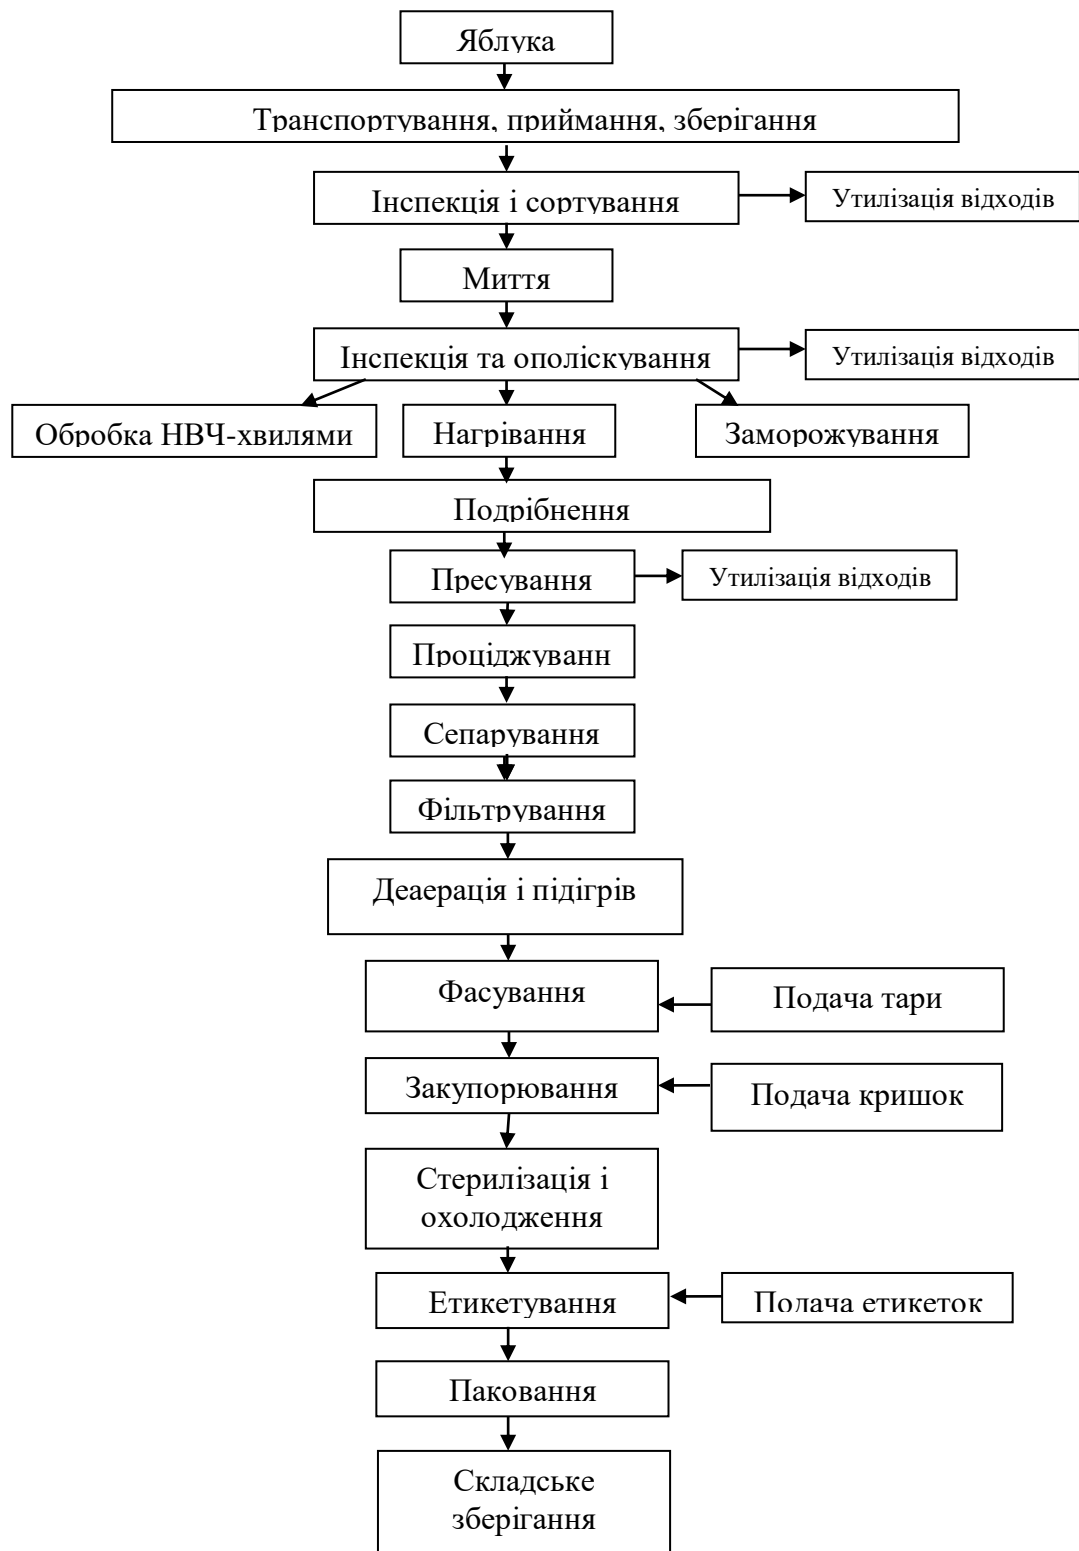 Яблука
Транспортування, приймання, зберігання
Інспекція і сортування
Утилізація відходів
Миття
Інспекція та ополіскування
Утилізація відходів
Обробка НВЧ-хвилями
Нагрівання
Заморожування
Подрібнення
Пресування
Утилізація відходів
Проціджуванн
Сепарування
Фільтрування
Деаерація і підігрів
Фасування
Подача тари
Закупорювання
Подача кришок
Стерилізація і
охолодження
Етикетування
Подача етикеток
Паковання
Складське
зберігання